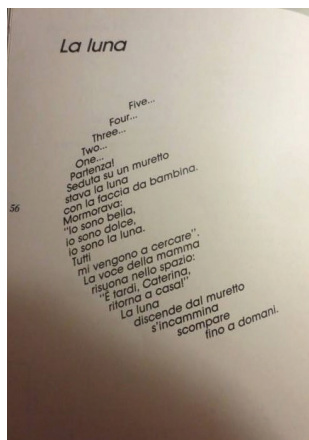 La luna
Five...
Four...
Three...
Two...
One...
Partenza!
Seduta su un muretto
stava la luna
con la faccia da bambina.
Mormorava:
"Io sono bella,
io sono dolce,
io sono la luna.
Tutti
mi vengono a cercare".
La voce della mamma
risuona nello spazio:
"È tardi, Caterina,
ritorna a casa!"
La luna
discende dal muretto
s'incammina
scompare
fino a domani.
56